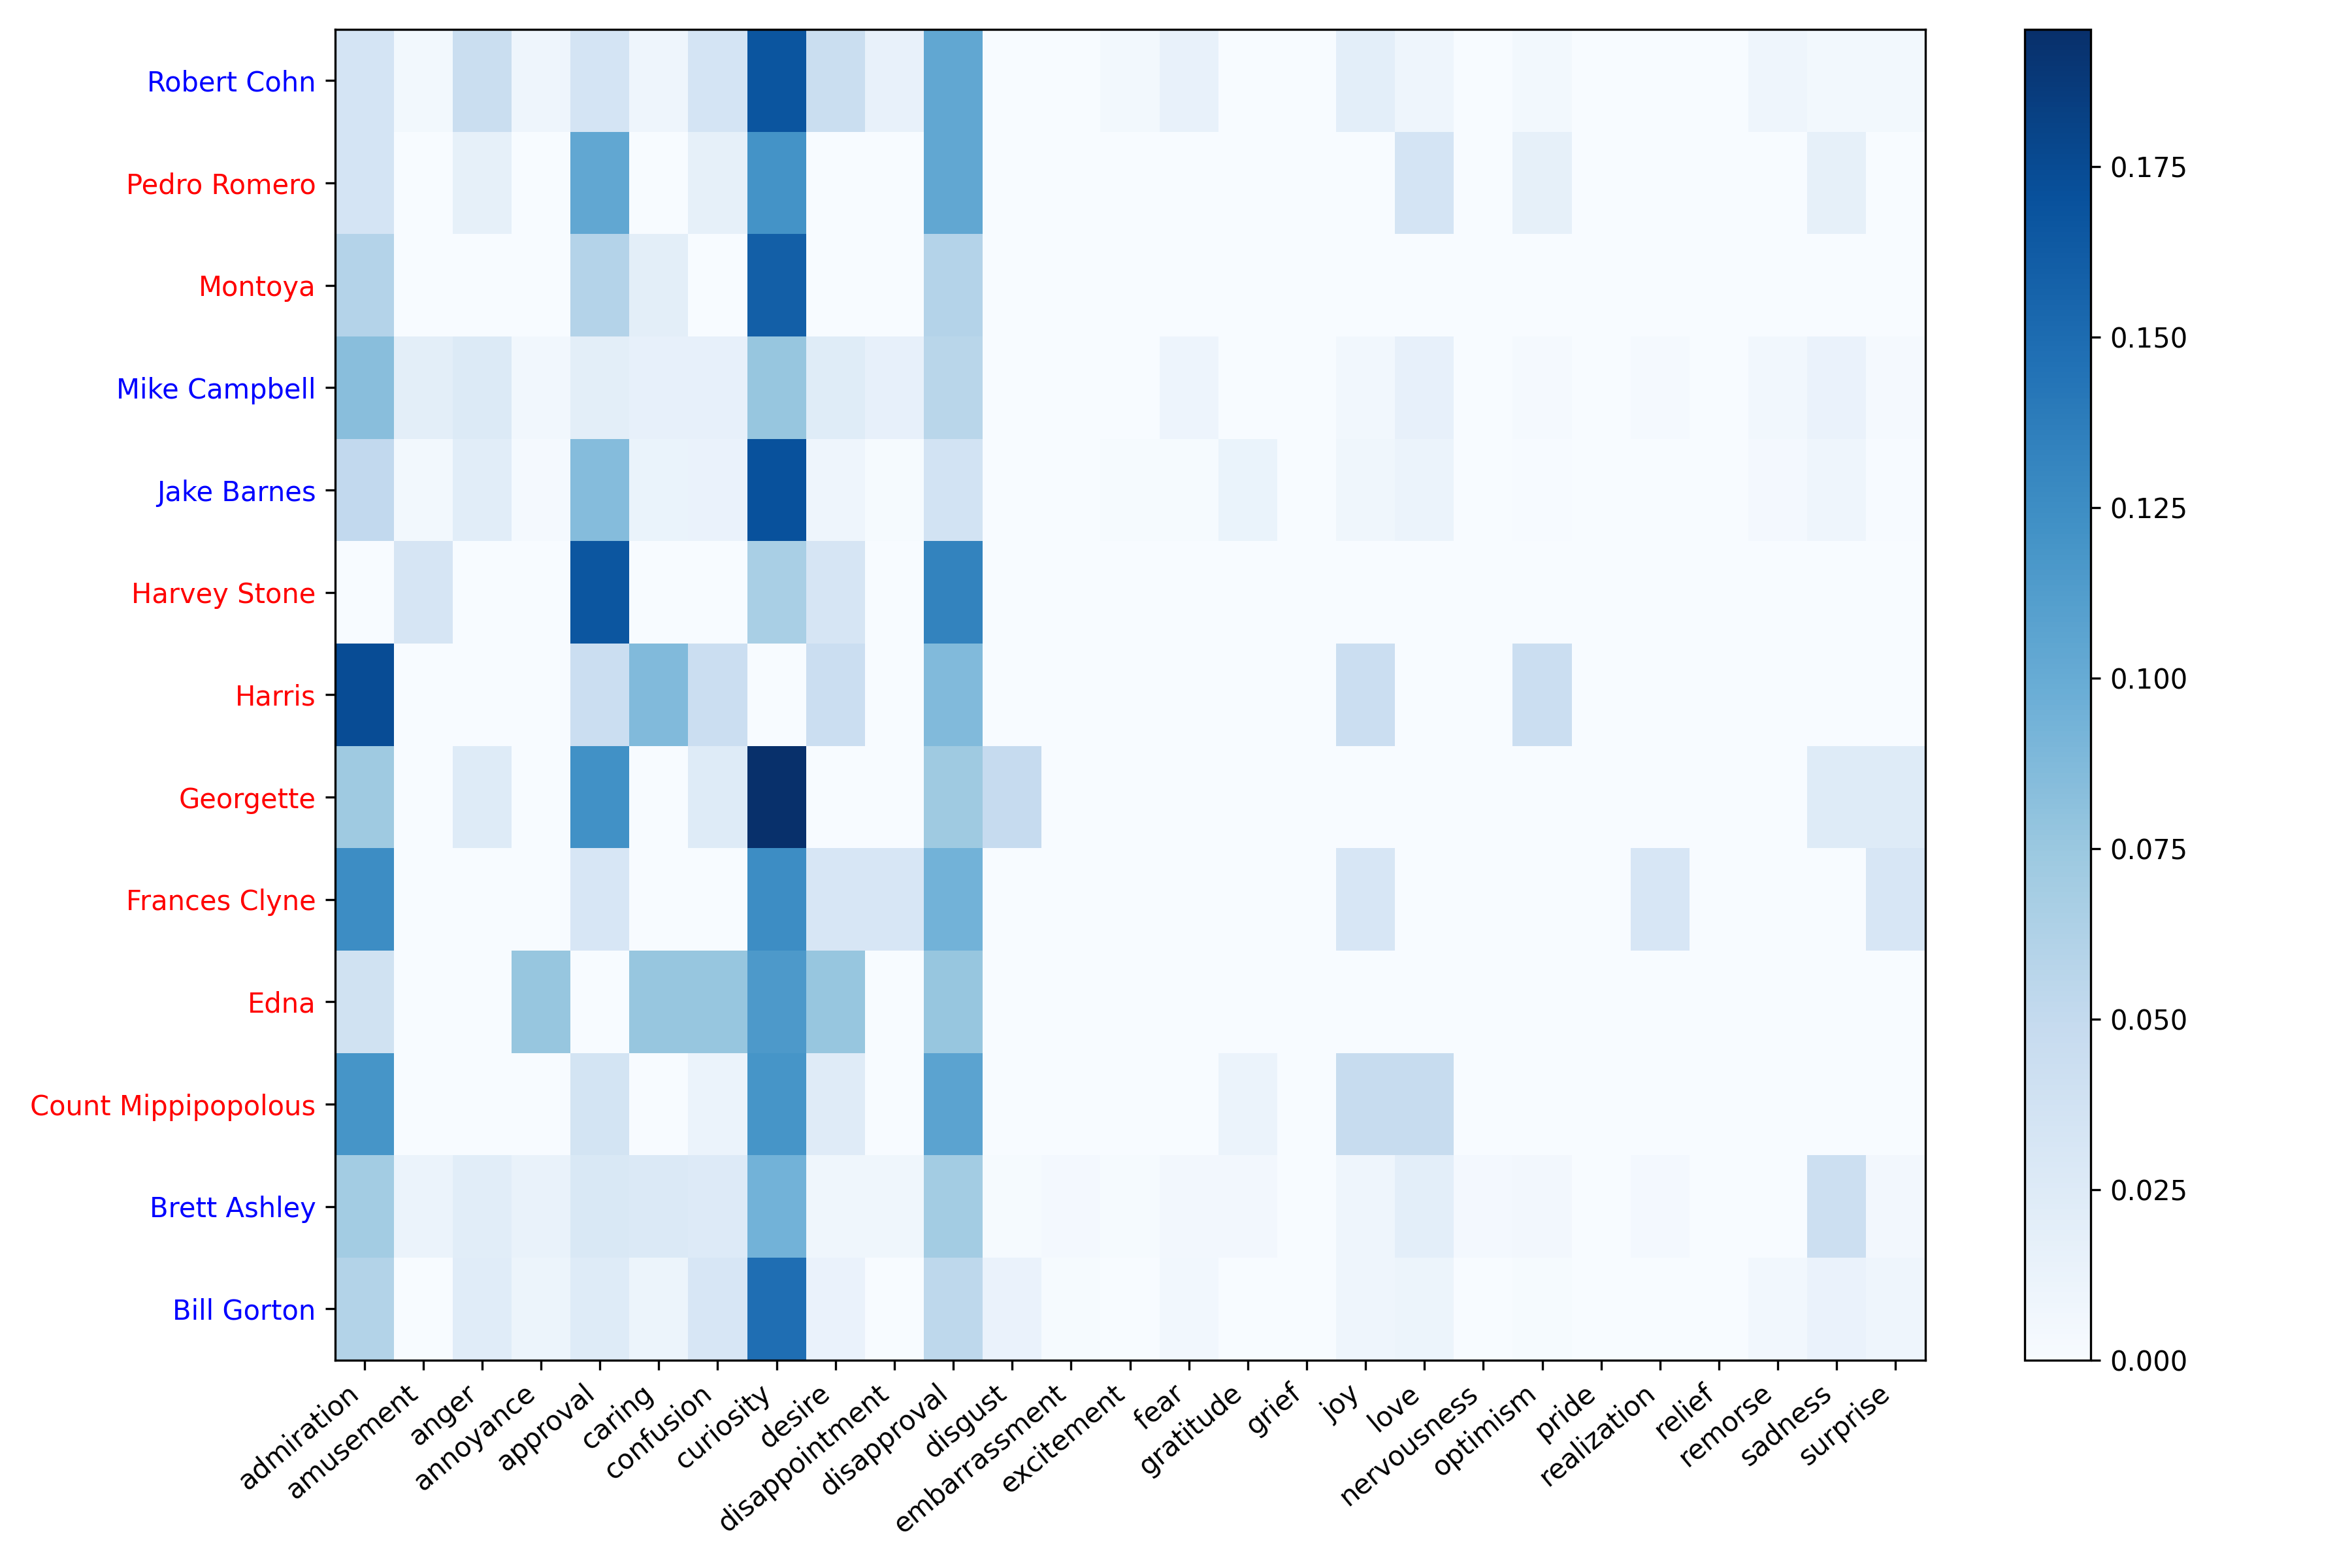 Robert Cohn
Pedro Romero
Montoya
Mike Campbell
Jake Barnes
Harvey Stone
Harris
Georgette
Frances Clyne
Edna
Count Mippipopolous
Brett Ashley
Bill Gorton
admiration
amusement
anger
annoyance
approval
caring
confusion
curiosity
desire
disappointment
disapproval
disgust
embarrassment
excitement
fear
gratitude
grief
joy
love
nervousness
optimism
pride
realization
relief
remorse
sadness
surprise
0.175
0.150
0.125
0.100
0.075
0.050
0.025
0.000